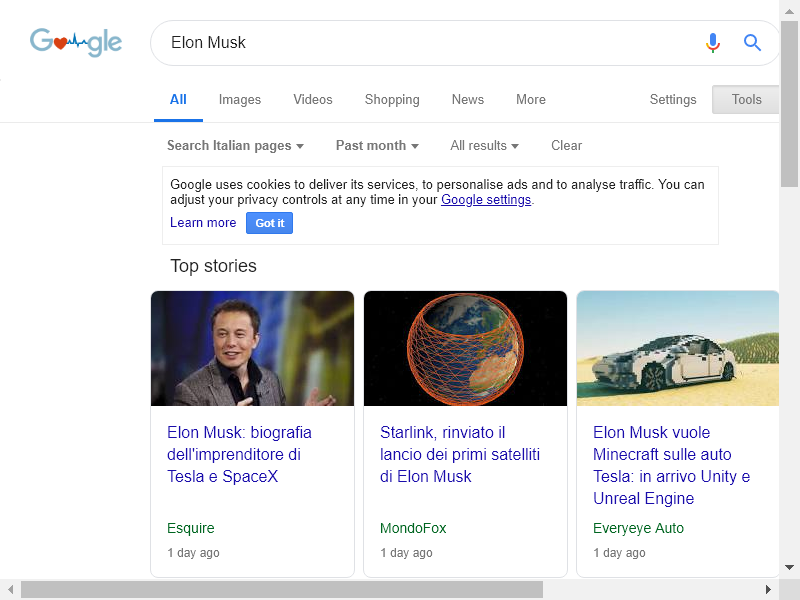 Google
Elon Musk
All Images Videos Shopping News More Settings Tools
Search Italian pages Past month All results Clear
Google uses cookies to deliver its services, to personalise ads and to analyse traffic. You can
adjust your privacy controls at any time in your Google settings.
Learn more Got it
Top stories
Elon Musk: biografia
dell'imprenditore di
Tesla e SpaceX
Esquire
1 day ago
Starlink, rinviato il
lancio dei primi satelliti
di Elon Musk
MondoFox
1 day ago
Elon Musk vuole
Minecraft sulle auto
Tesla: in arrivo Unity e
Unreal Engine
Everyeye Auto
1 day ago